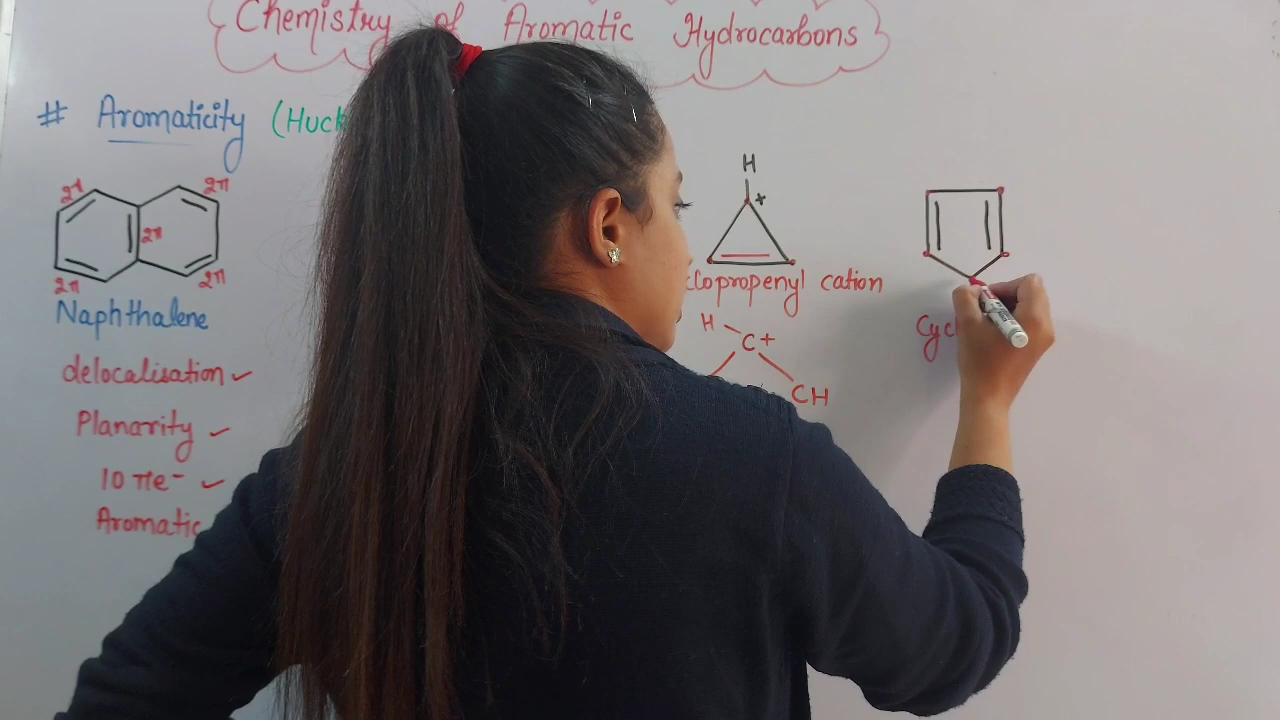 Chemistry of Aromatic Hydrocarbons
# Aromaticity (Huck
H
+
2π 2π
2π
2π 2π
Naphthalene
clopropenyl cation
H
C+
CH
Cycl
delocalisation ✓
Planarity ✓
10 πe⁻ ✓
Aromatic